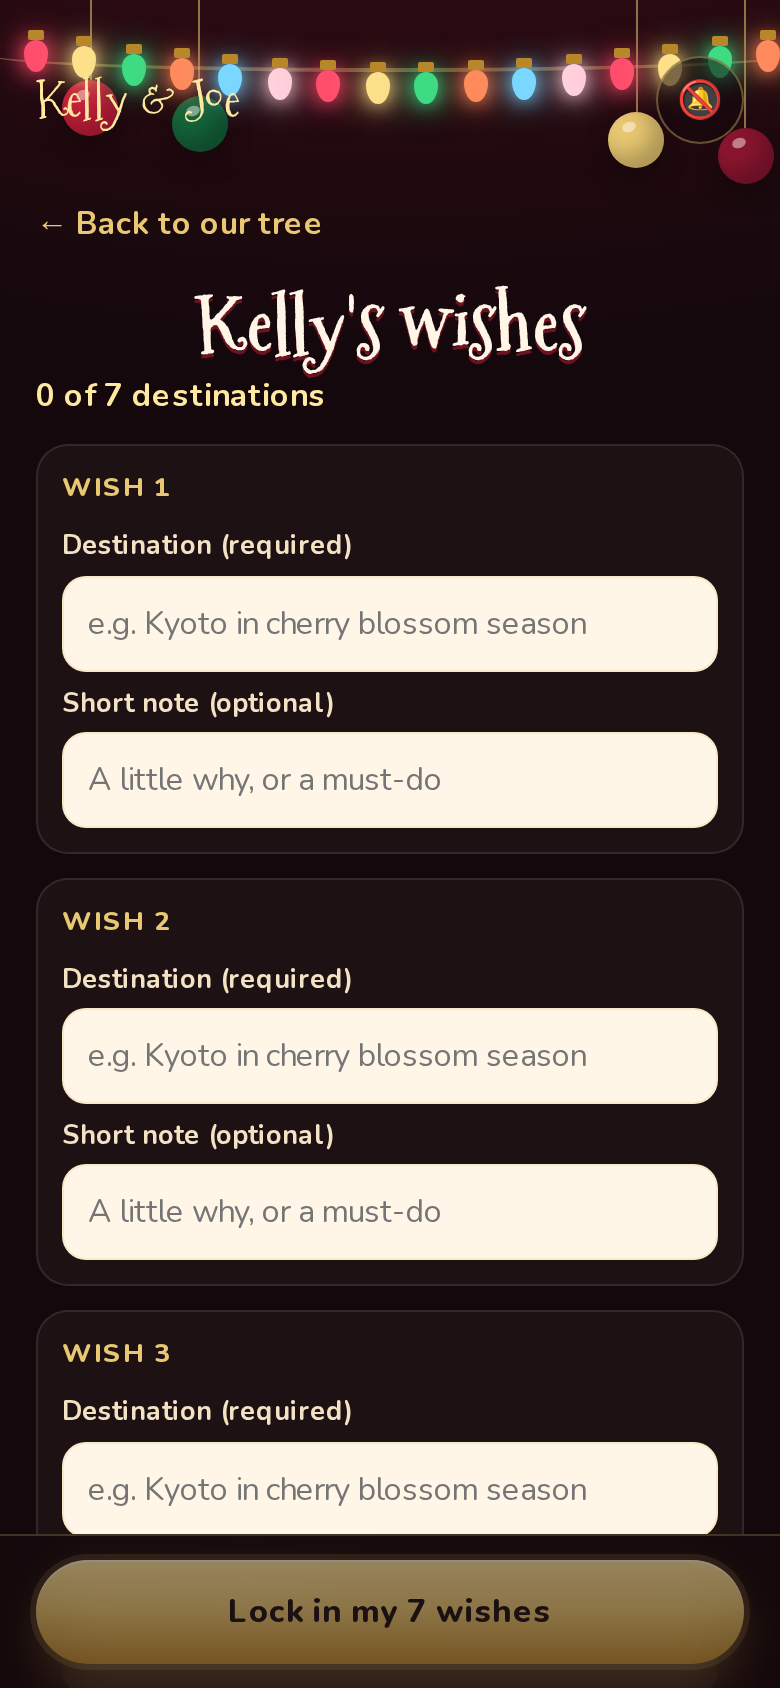 Kelly & Joe
← Back to our tree
Kelly's wishes
0 of 7 destinations
WISH 1
Destination (required)
e.g. Kyoto in cherry blossom season
Short note (optional)
A little why, or a must-do
WISH 2
Destination (required)
e.g. Kyoto in cherry blossom season
Short note (optional)
A little why, or a must-do
WISH 3
Destination (required)
e.g. Kyoto in cherry blossom season
Lock in my 7 wishes